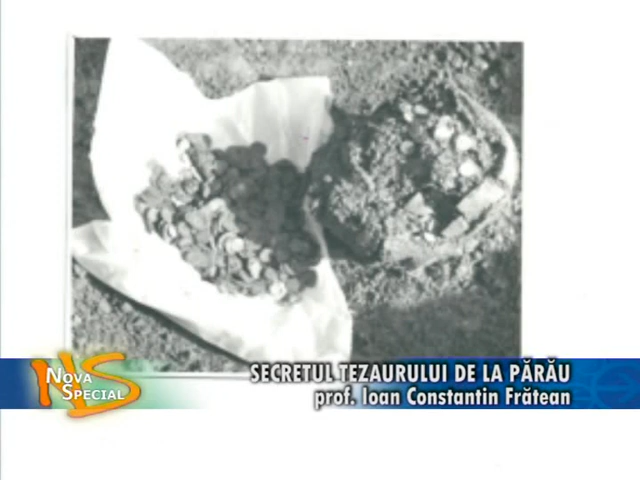 Nova
Special
SECRETUL TEZAURULUI DE LA PĂRĂU
prof. Ioan Constantin Frătean